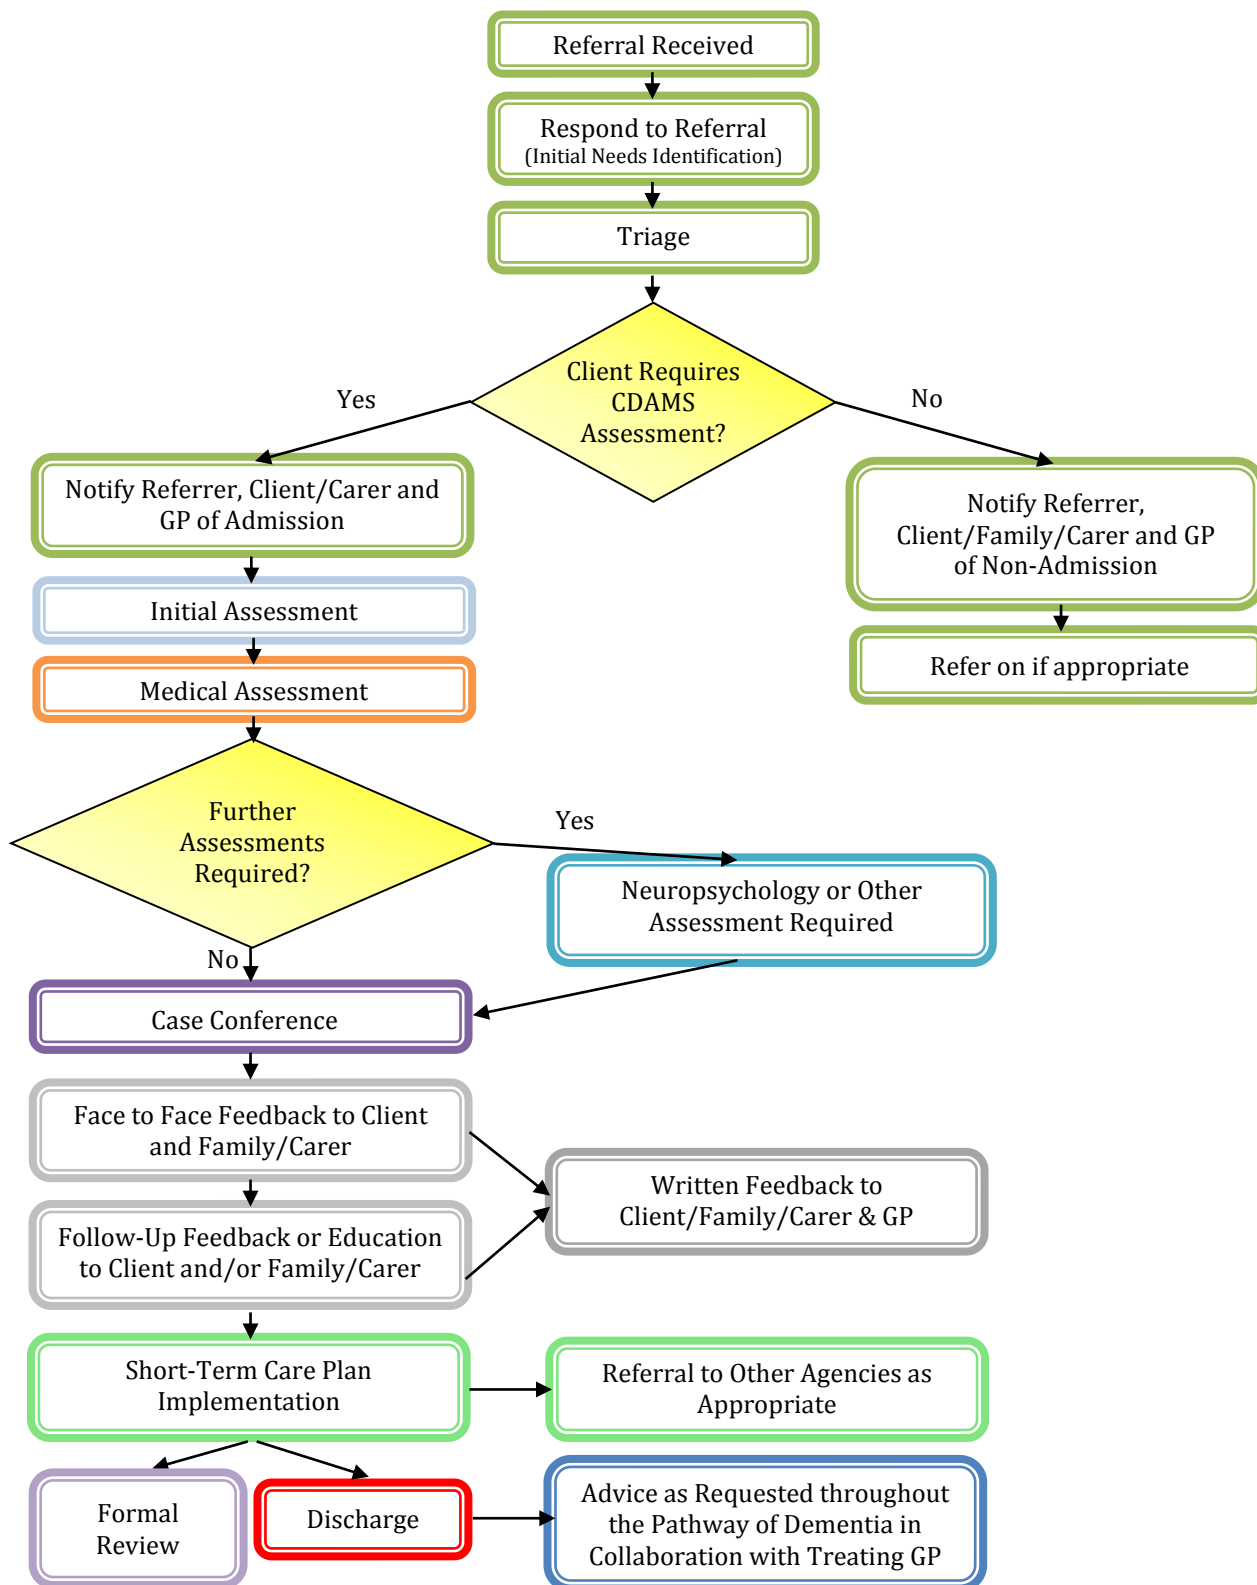 Referral Received
Respond to Referral
(Initial Needs Identification)
Triage
Client Requires
CDAMS
Assessment?
Yes
No
Notify Referrer, Client/Carer and
GP of Admission
Notify Referrer,
Client/Family/Carer and GP
of Non-Admission
Initial Assessment
Refer on if appropriate
Medical Assessment
Further
Assessments
Required?
Yes
Neuropsychology or Other
Assessment Required
No
Case Conference
Face to Face Feedback to Client
and Family/Carer
Written Feedback to
Client/Family/Carer & GP
Follow-Up Feedback or Education
to Client and/or Family/Carer
Short-Term Care Plan
Implementation
Referral to Other Agencies as
Appropriate
Formal
Review
Discharge
Advice as Requested throughout
the Pathway of Dementia in
Collaboration with Treating GP